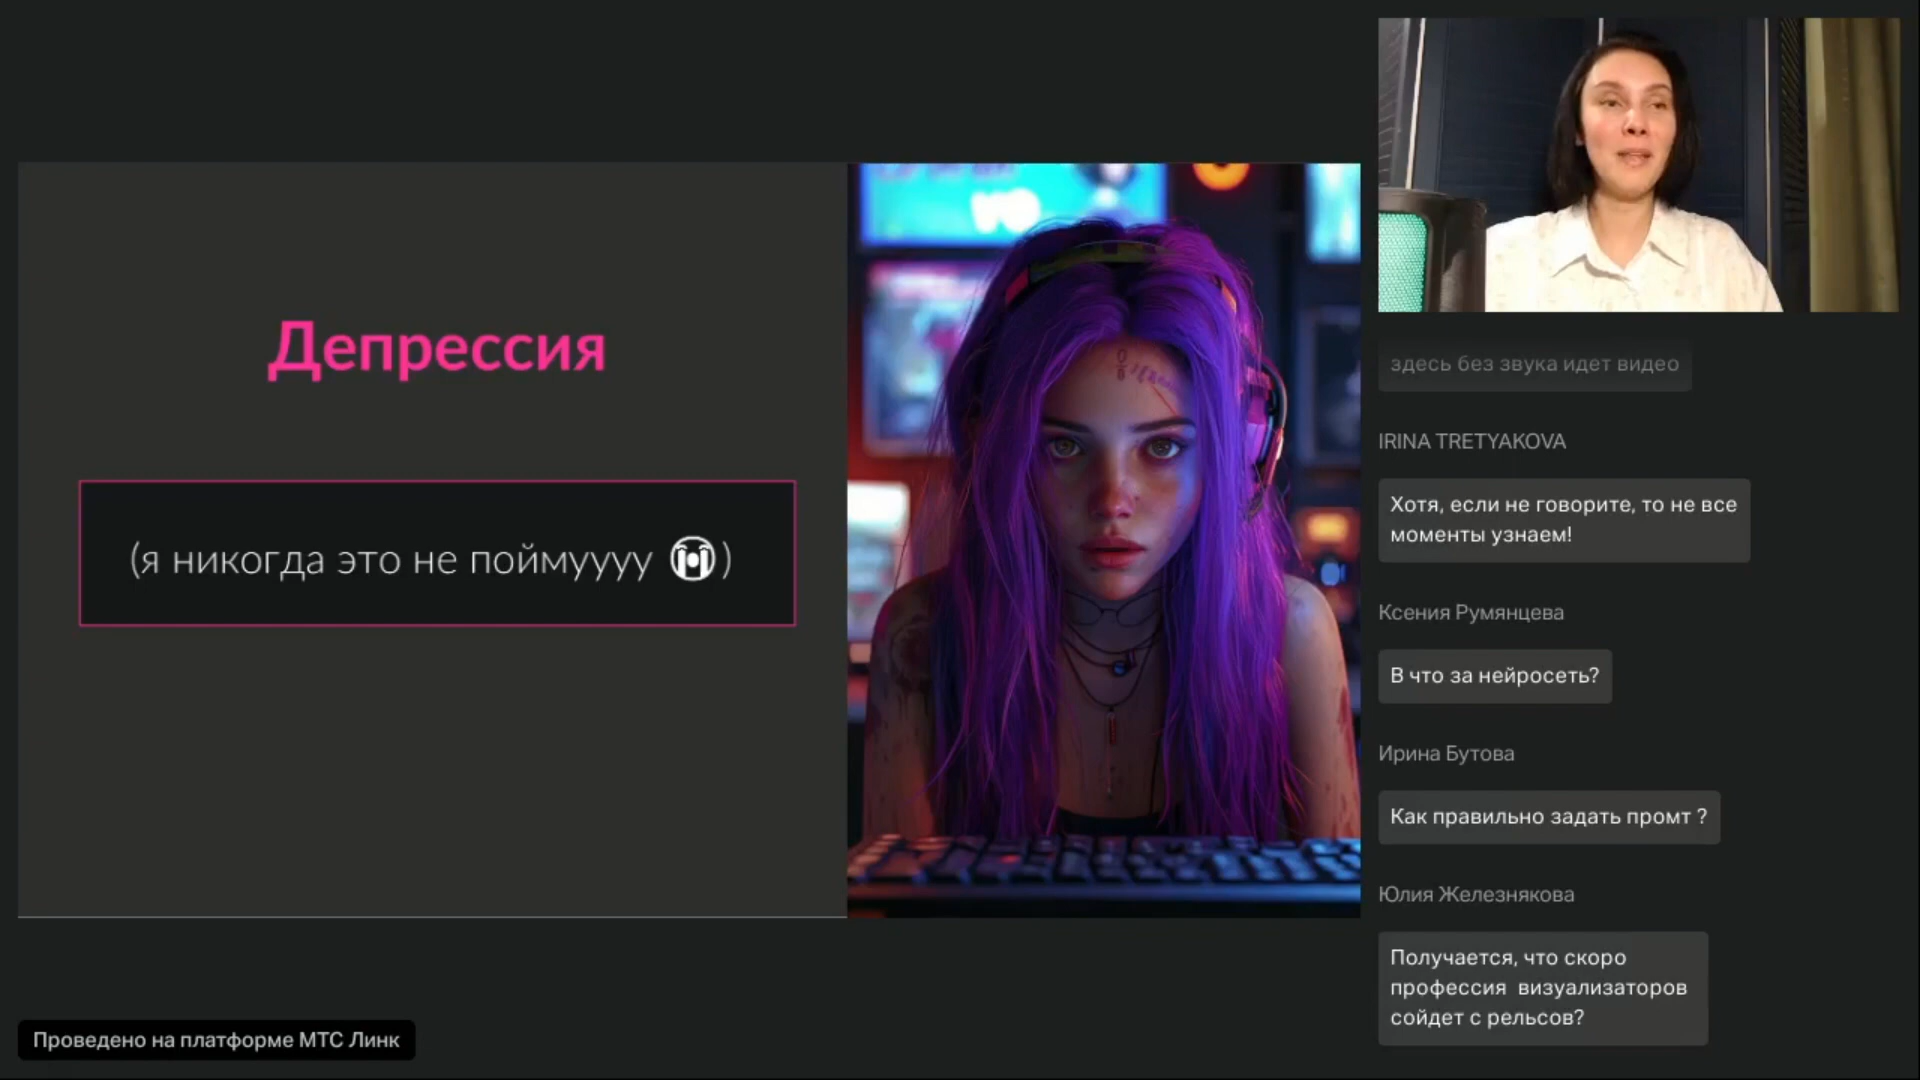 Депрессия
(я никогда это не поймуууу 😭)
здесь без звука идет видео
IRINA TRETYAKOVA
Хотя, если не говорите, то не все
моменты узнаем!
Ксения Румянцева
В что за нейросеть?
Ирина Бутова
Как правильно задать промт ?
Юлия Железнякова
Получается, что скоро
профессия визуализаторов
сойдет с рельсов?
Проведено на платформе МТС Линк